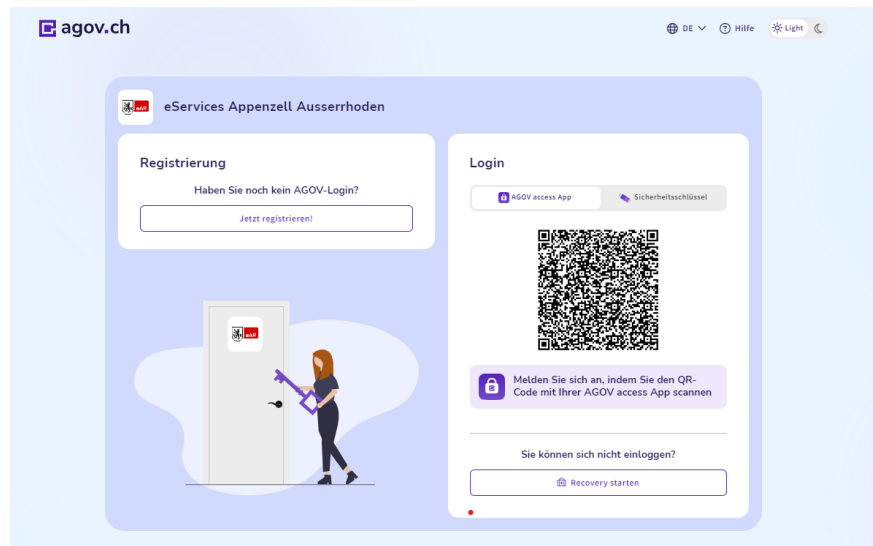 agov.ch
DE
Hilfe
Light
eServices Appenzell Ausserrhoden
Registrierung
Haben Sie noch kein AGOV-Login?
Jetzt registrieren!
Login
AGOV access App
Sicherheitsschlüssel
Melden Sie sich an, indem Sie den QR-
Code mit Ihrer AGOV access App scannen
Sie können sich nicht einloggen?
Recovery starten